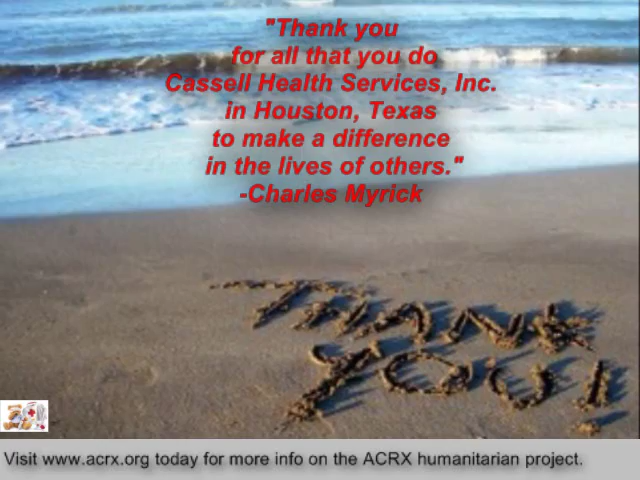 "Thank you
for all that you do
Cassell Health Services, Inc.
in Houston, Texas
to make a difference
in the lives of others."
-Charles Myrick
THANK
YOU!
Visit www.acrx.org today for more info on the ACRX humanitarian project.